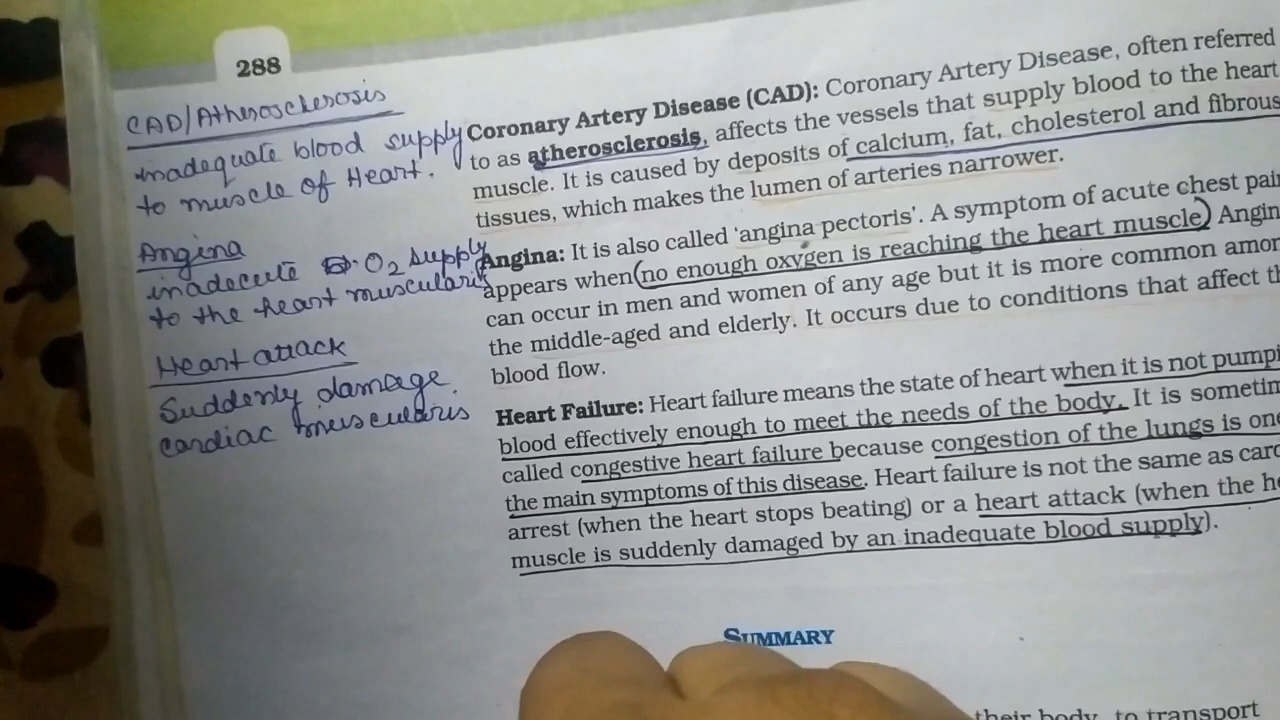 288
CAD/Atherosclerosis
inadequate blood supply
to muscle of Heart.
Angina
inadecute O2 supply
to the heart muscularis
Heart attack
Suddenly damage
cardiac muscularis
Coronary Artery Disease (CAD): Coronary Artery Disease, often referred
to as atherosclerosis, affects the vessels that supply blood to the heart
muscle. It is caused by deposits of calcium, fat, cholesterol and fibrous
tissues, which makes the lumen of arteries narrower.
Angina: It is also called ‘angina pectoris’. A symptom of acute chest pain
appears when (no enough oxygen is reaching the heart muscle) Angin
can occur in men and women of any age but it is more common amon
the middle-aged and elderly. It occurs due to conditions that affect th
blood flow.
Heart Failure: Heart failure means the state of heart when it is not pumpi
blood effectively enough to meet the needs of the body. It is sometim
called congestive heart failure because congestion of the lungs is one
the main symptoms of this disease. Heart failure is not the same as card
arrest (when the heart stops beating) or a heart attack (when the he
muscle is suddenly damaged by an inadequate blood supply).
SUMMARY
their body, to transport